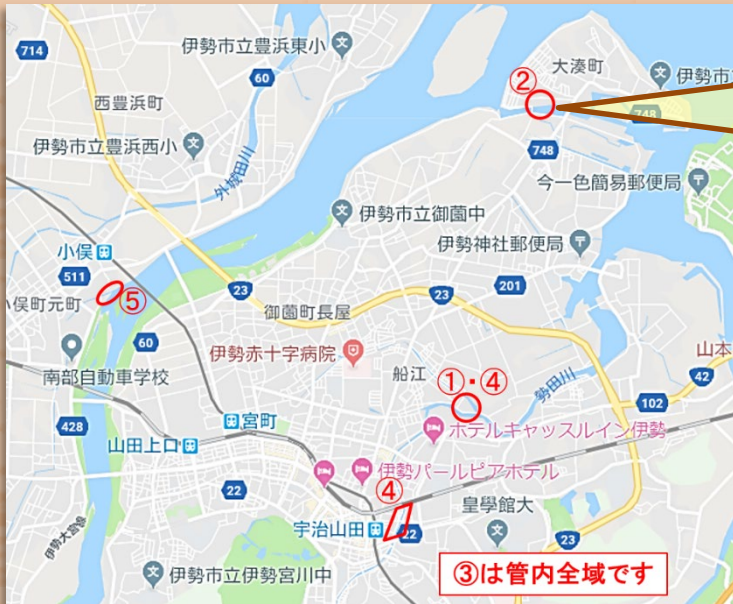 714
伊勢市立豊浜東小
60
西豊浜町
伊勢市立豊浜西小
外城田川
②
大湊町
伊勢市
748
748
今一色簡易郵便局
伊勢市立御薗中
伊勢神社郵便局
小俣
511
小俣町元町
⑤
23
御薗町長屋
23
201
60
南部自動車学校
伊勢赤十字病院
船江
①・④
勢田川
山本
42
102
428
宮町
山田上口
ホテルキャッスルイン伊勢
伊勢パールピアホテル
22
④
宇治山田
22
皇學館大
23
伊勢市立伊勢宮川中
③は管内全域です